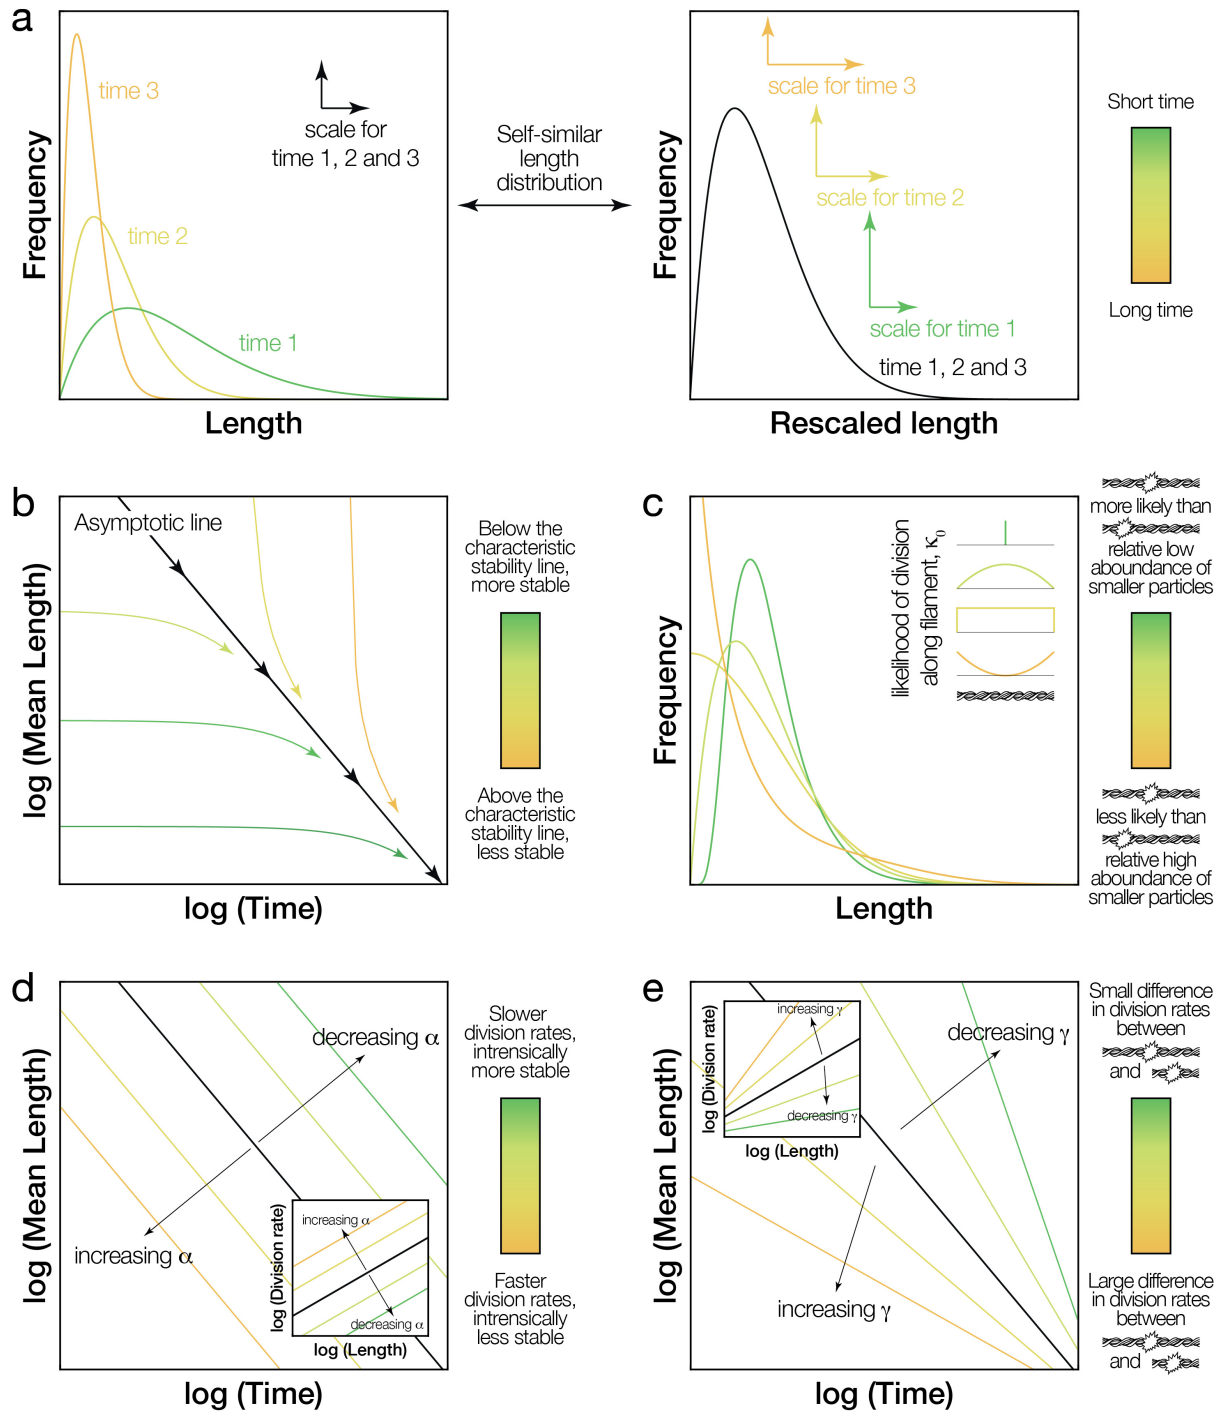 a
Frequency
time 3
time 2
time 1
scale for
time 1, 2 and 3
Length
Self-similar
length
distribution
Frequency
scale for time 3
scale for time 2
scale for time 1
time 1, 2 and 3
Rescaled length
Short time
Long time
b
log (Mean Length)
Asymptotic line
log (Time)
Below the
characteristic
stability line,
more stable
Above the
characteristic
stability line,
less stable
c
Frequency
likelihood of division
along filament, κ0
Length
more likely than
relative low
aboundance of
smaller particles
less likely than
relative high
aboundance of
smaller particles
d
log (Mean Length)
decreasing α
increasing α
log (Division rate)
increasing α
decreasing α
log (Length)
log (Time)
Slower
division rates,
intrensically
more stable
Faster
division rates,
intrensically
less stable
e
log (Mean Length)
log (Division rate)
increasing γ
decreasing γ
log (Length)
decreasing γ
increasing γ
log (Time)
Small difference
in division rates
between
and
Large difference
in division rates
between
and